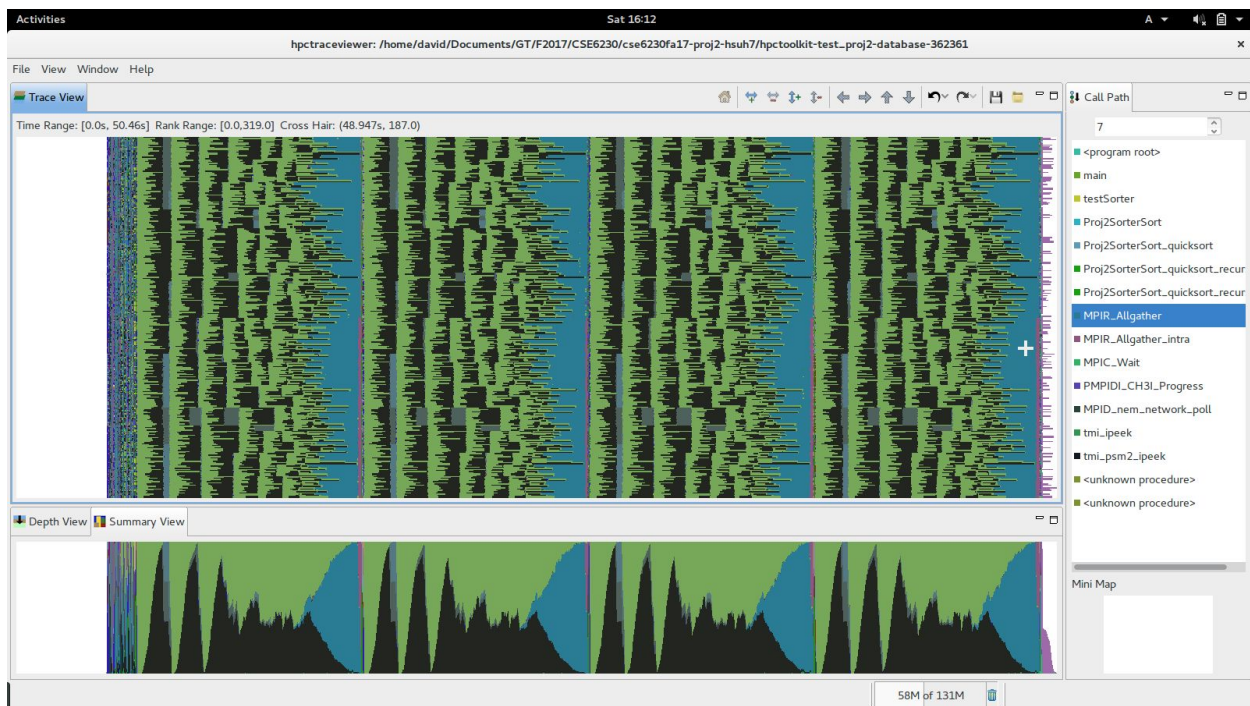 Activities
Sat 16:12
A
hpctraceviewer: /home/david/Documents/GT/F2017/CSE6230/cse6230fa17-proj2-hsuh7/hpctoolkit-test_proj2-database-362361
×
File View Window Help
Trace View
Time Range: [0.0s, 50.46s] Rank Range: [0.0,319.0] Cross Hair: (48.947s, 187.0)
Call Path
7
<program root>
main
testSorter
Proj2SorterSort
Proj2SorterSort_quicksort
Proj2SorterSort_quicksort_recur
Proj2SorterSort_quicksort_recur
MPIR_Allgather
MPIR_Allgather_intra
MPIC_Wait
PMPIDI_CH3I_Progress
MPID_nem_network_poll
tmi_ipeek
tmi_psm2_ipeek
<unknown procedure>
<unknown procedure>
Depth View
Summary View
Mini Map
58M of 131M